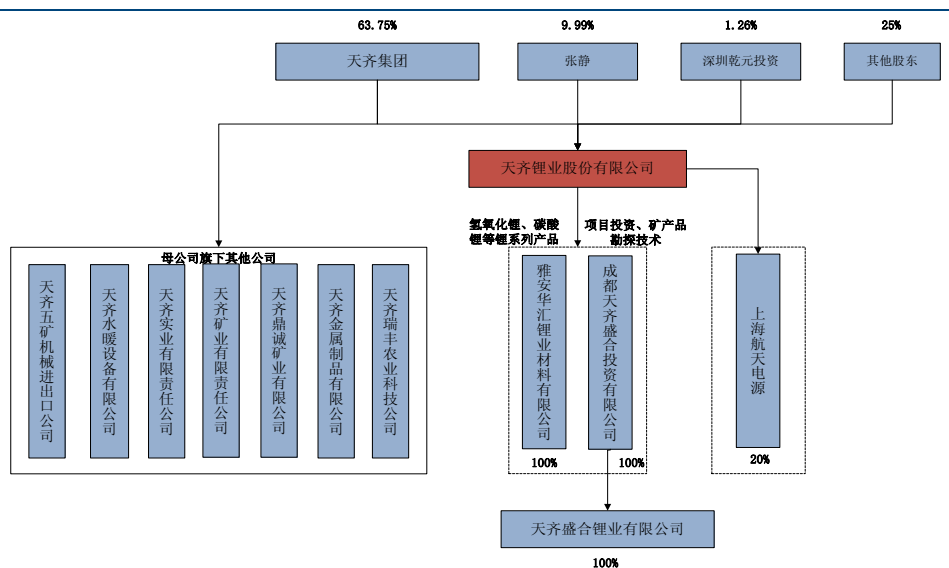 63.75%
9.99%
1.26%
25%
天齐集团
张静
深圳乾元投资
其他股东
天齐锂业股份有限公司
氢氧化锂、碳酸
锂等锂系列产品
项目投资、矿产品
勘探技术
母公司旗下其他公司
天齐五矿机械进出口公司
天齐水暖设备有限公司
天齐实业有限责任公司
天齐矿业有限责任公司
天齐鼎诚矿业有限公司
天齐金属制品有限公司
天齐瑞丰农业科技公司
雅安华汇锂业材料有限公司
成都天齐盛合投资有限公司
上海航天电源
100%
100%
20%
天齐盛合锂业有限公司
100%